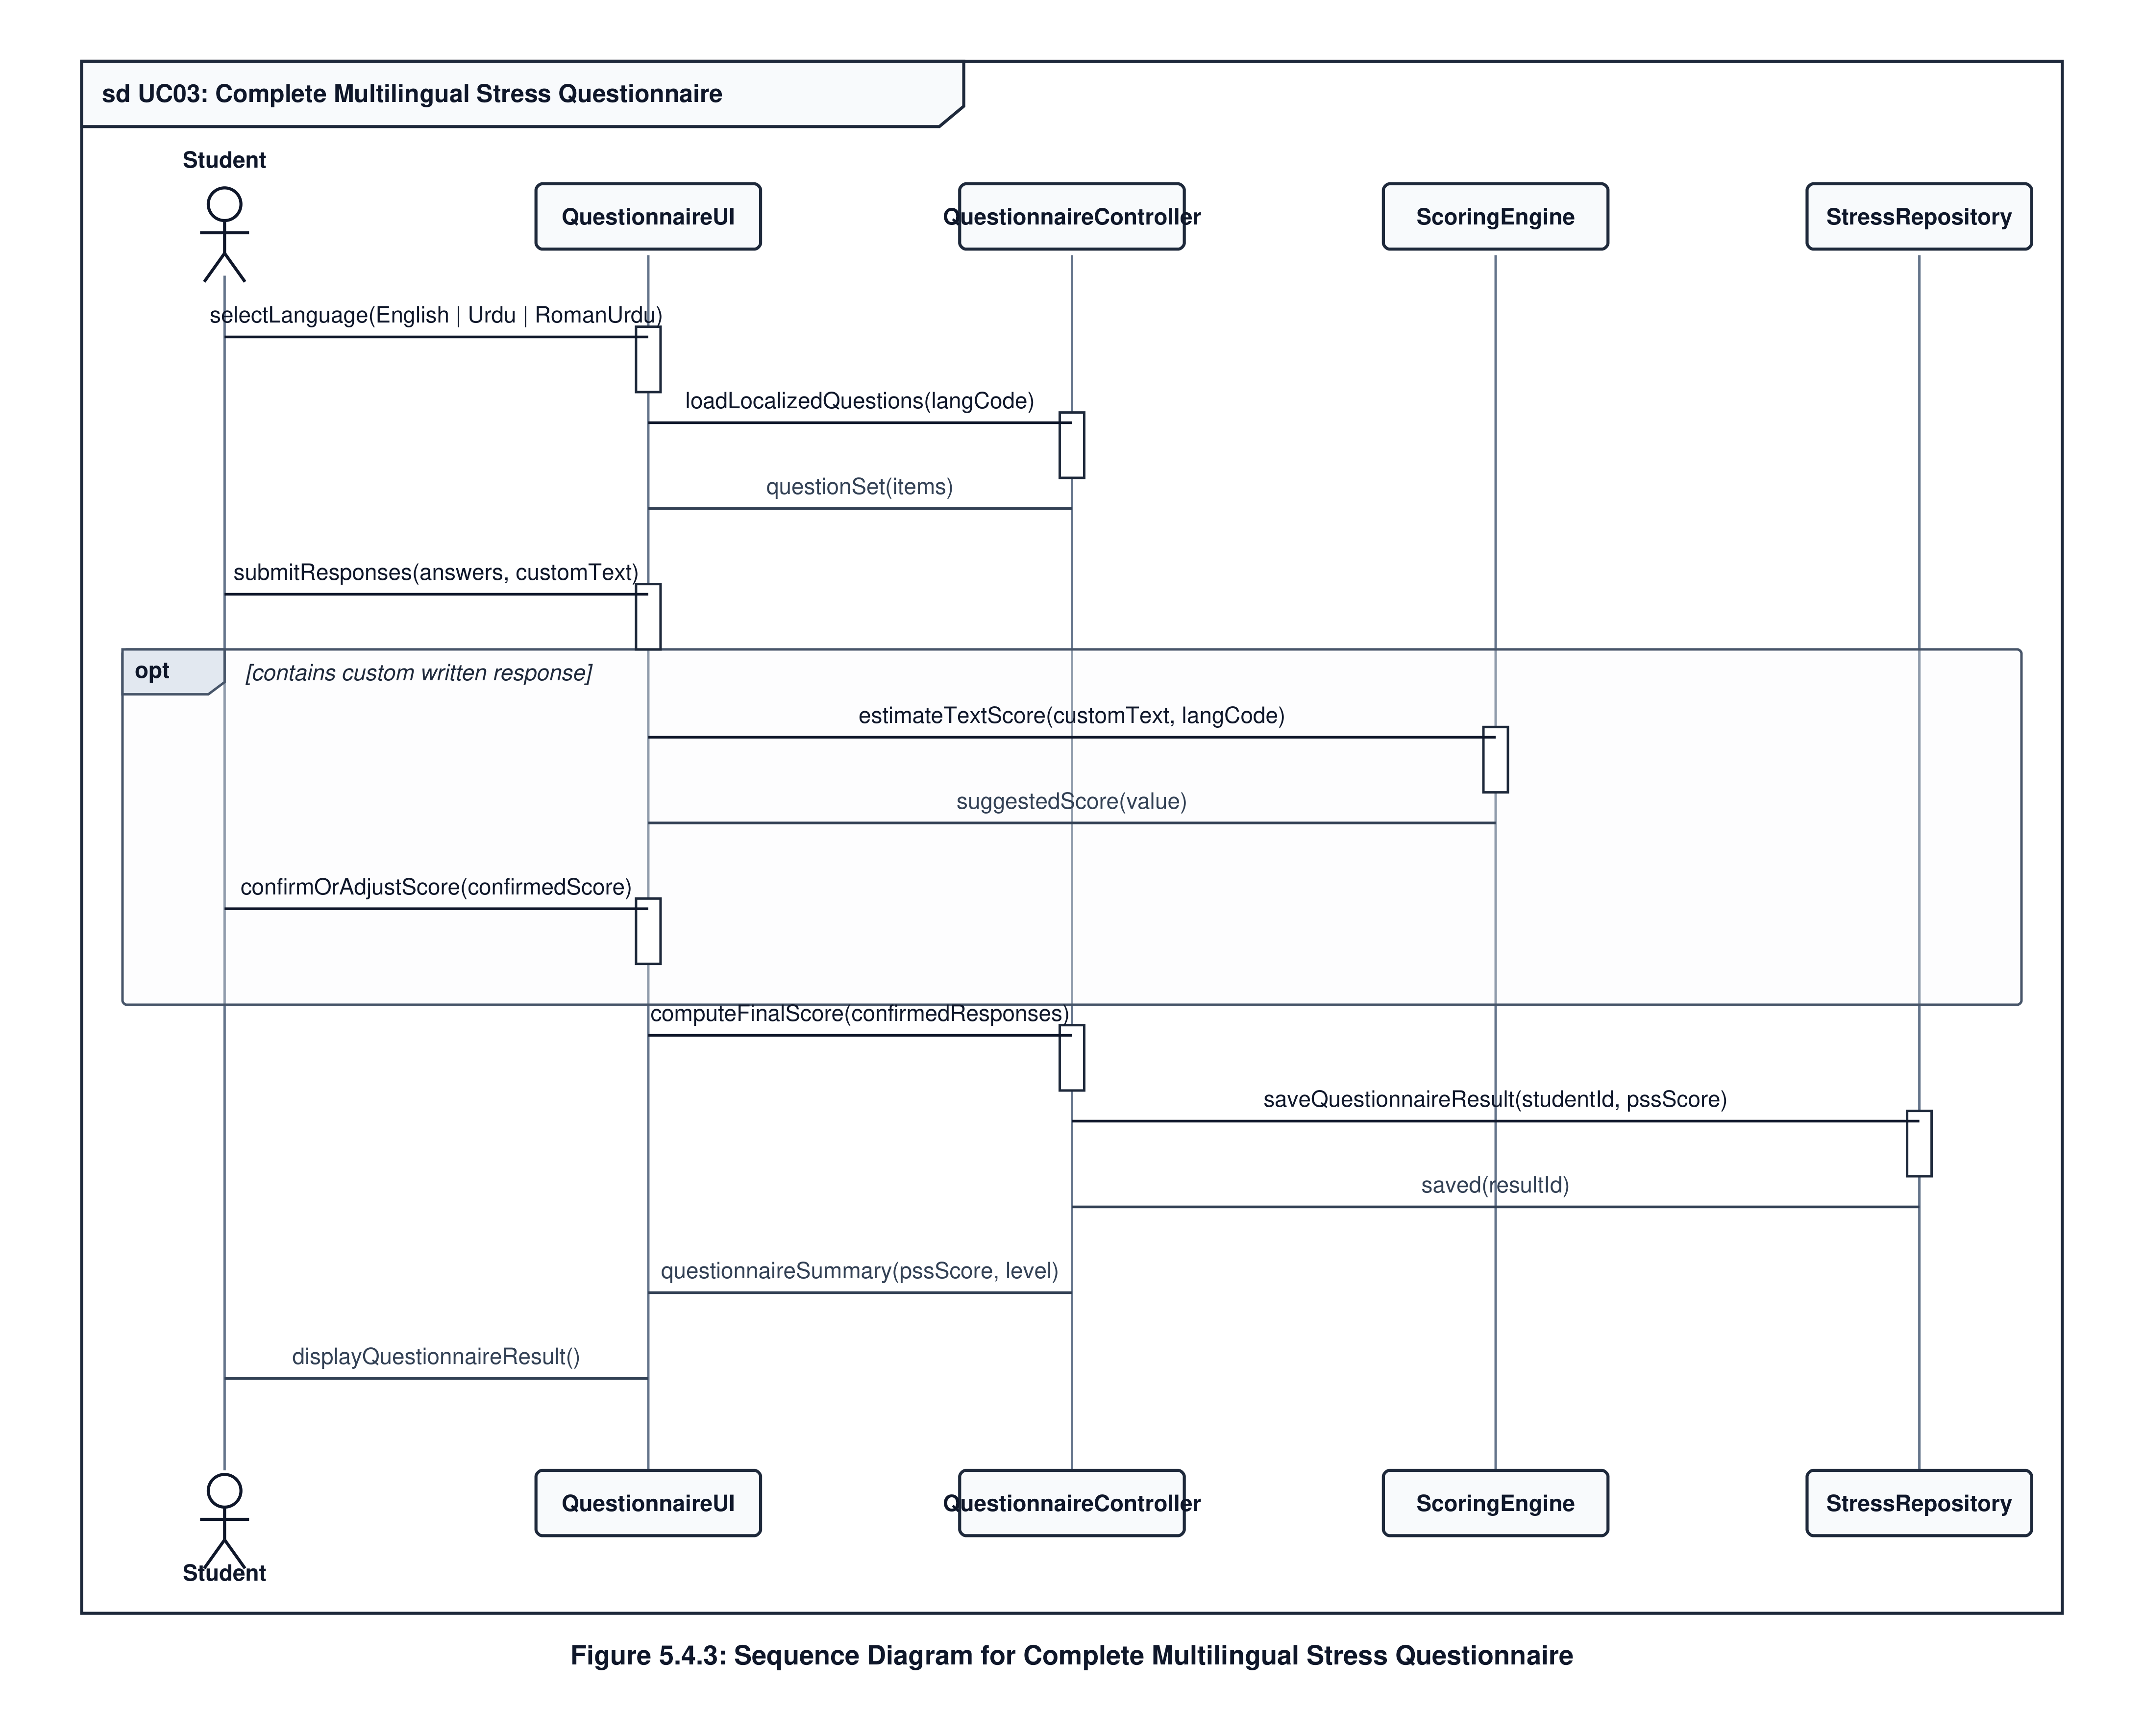 sd UC03: Complete Multilingual Stress Questionnaire
Student
QuestionnaireUI
QuestionnaireController
ScoringEngine
StressRepository
selectLanguage(English | Urdu | RomanUrdu)
loadLocalizedQuestions(langCode)
questionSet(items)
submitResponses(answers, customText)
opt
[contains custom written response]
estimateTextScore(customText, langCode)
suggestedScore(value)
confirmOrAdjustScore(confirmedScore)
computeFinalScore(confirmedResponses)
saveQuestionnaireResult(studentId, pssScore)
saved(resultId)
questionnaireSummary(pssScore, level)
displayQuestionnaireResult()
QuestionnaireUI
QuestionnaireController
ScoringEngine
StressRepository
Student
Figure 5.4.3: Sequence Diagram for Complete Multilingual Stress Questionnaire